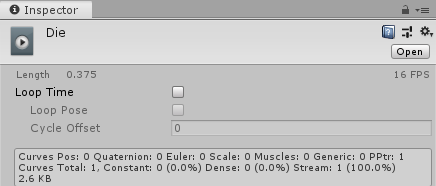 Inspector
Die
Open
Length 0.375 16 FPS
Loop Time
Loop Pose
Cycle Offset 0
Curves Pos: 0 Quaternion: 0 Euler: 0 Scale: 0 Muscles: 0 Generic: 0 PPtr: 1
Curves Total: 1, Constant: 0 (0.0%) Dense: 0 (0.0%) Stream: 1 (100.0%)
2.6 KB